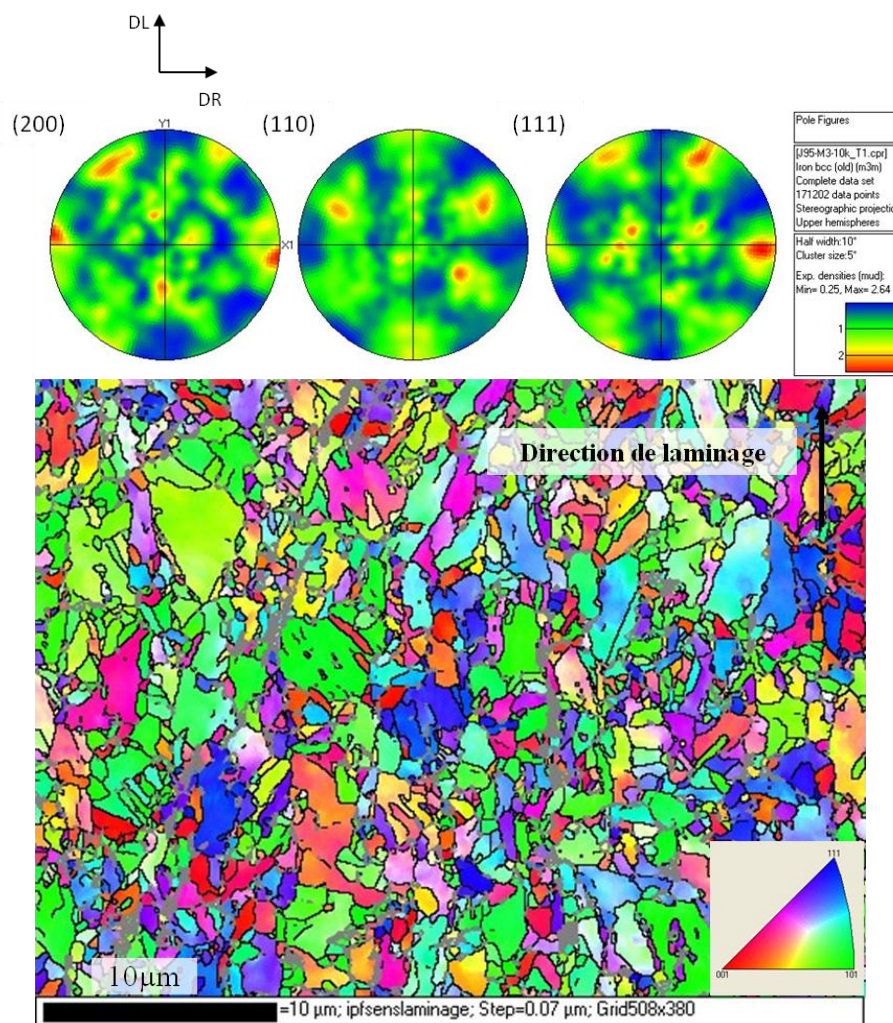 DL
DR
(200)
(110)
(111)
Y1
X1
Pole Figures
[J95-M3-10k_T1.cpr]
Iron bcc (old) (m3m)
Complete data set
171202 data points
Stereographic projectio
Upper hemispheres
Half width:10°
Cluster size:5°
Exp. densities (mud):
Min= 0.25, Max= 2.64
1
2
Direction de laminage
111
001
101
10µm
=10 µm; ipfsenslaminage; Step=0.07 µm; Grid508x380